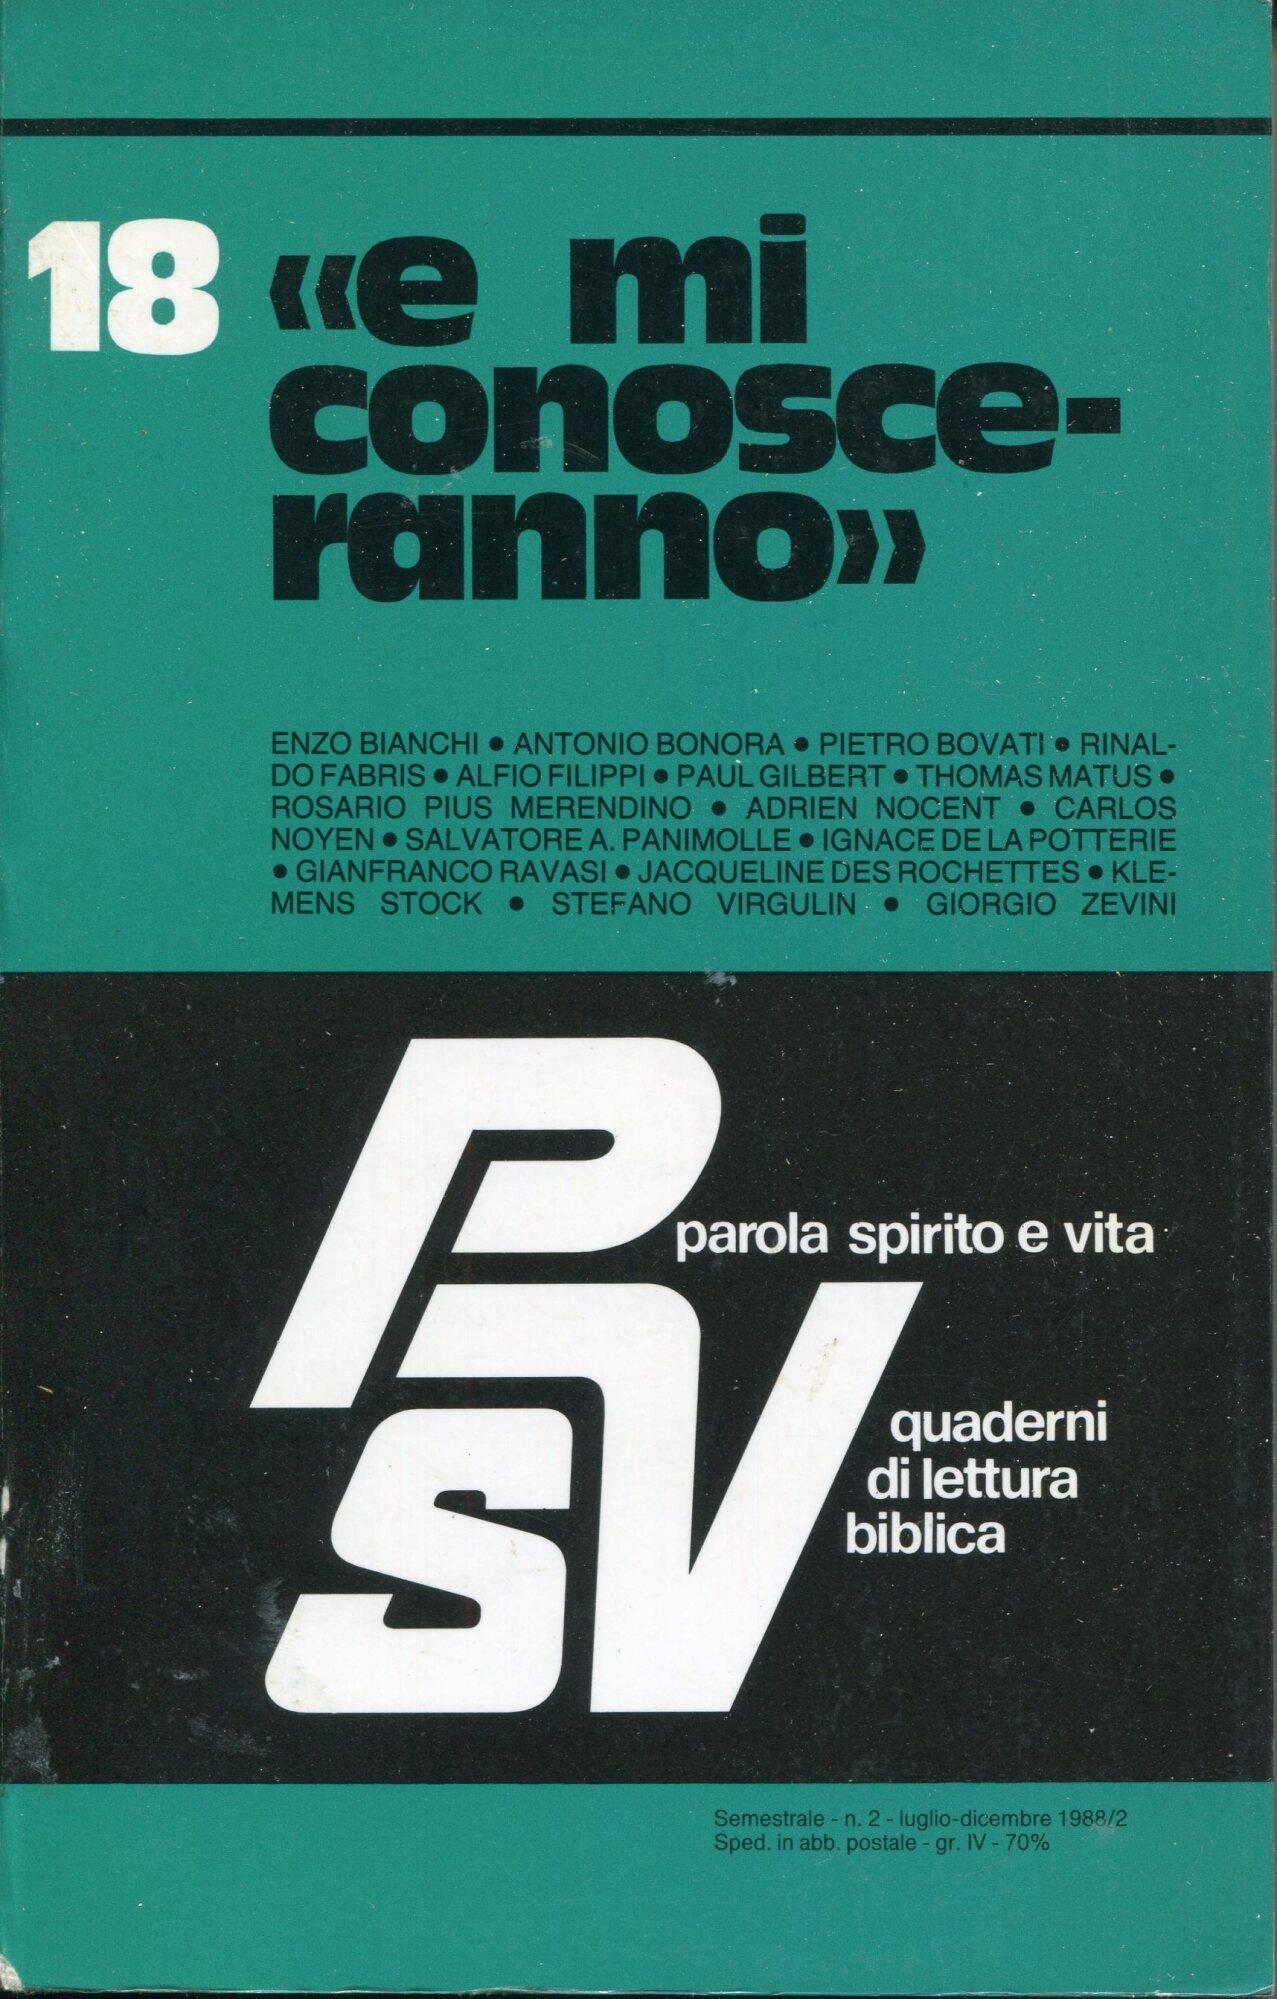 18 «e mi
conosce-
ranno»
ENZO BIANCHI • ANTONIO BONORA • PIETRO BOVATI • RINAL-
DO FABRIS • ALFIO FILIPPI • PAUL GILBERT • THOMAS MATUS •
ROSARIO PIUS MERENDINO • ADRIEN NOCENT • CARLOS
NOYEN • SALVATORE A. PANIMOLLE • IGNACE DE LA POTTERIE
• GIANFRANCO RAVASI • JACQUELINE DES ROCHETTES • KLE-
MENS STOCK • STEFANO VIRGULIN • GIORGIO ZEVINI
PSV
parola spirito e vita
quaderni
di lettura
biblica
Semestrale - n. 2 - luglio-dicembre 1988/2
Sped. in abb. postale - gr. IV - 70%